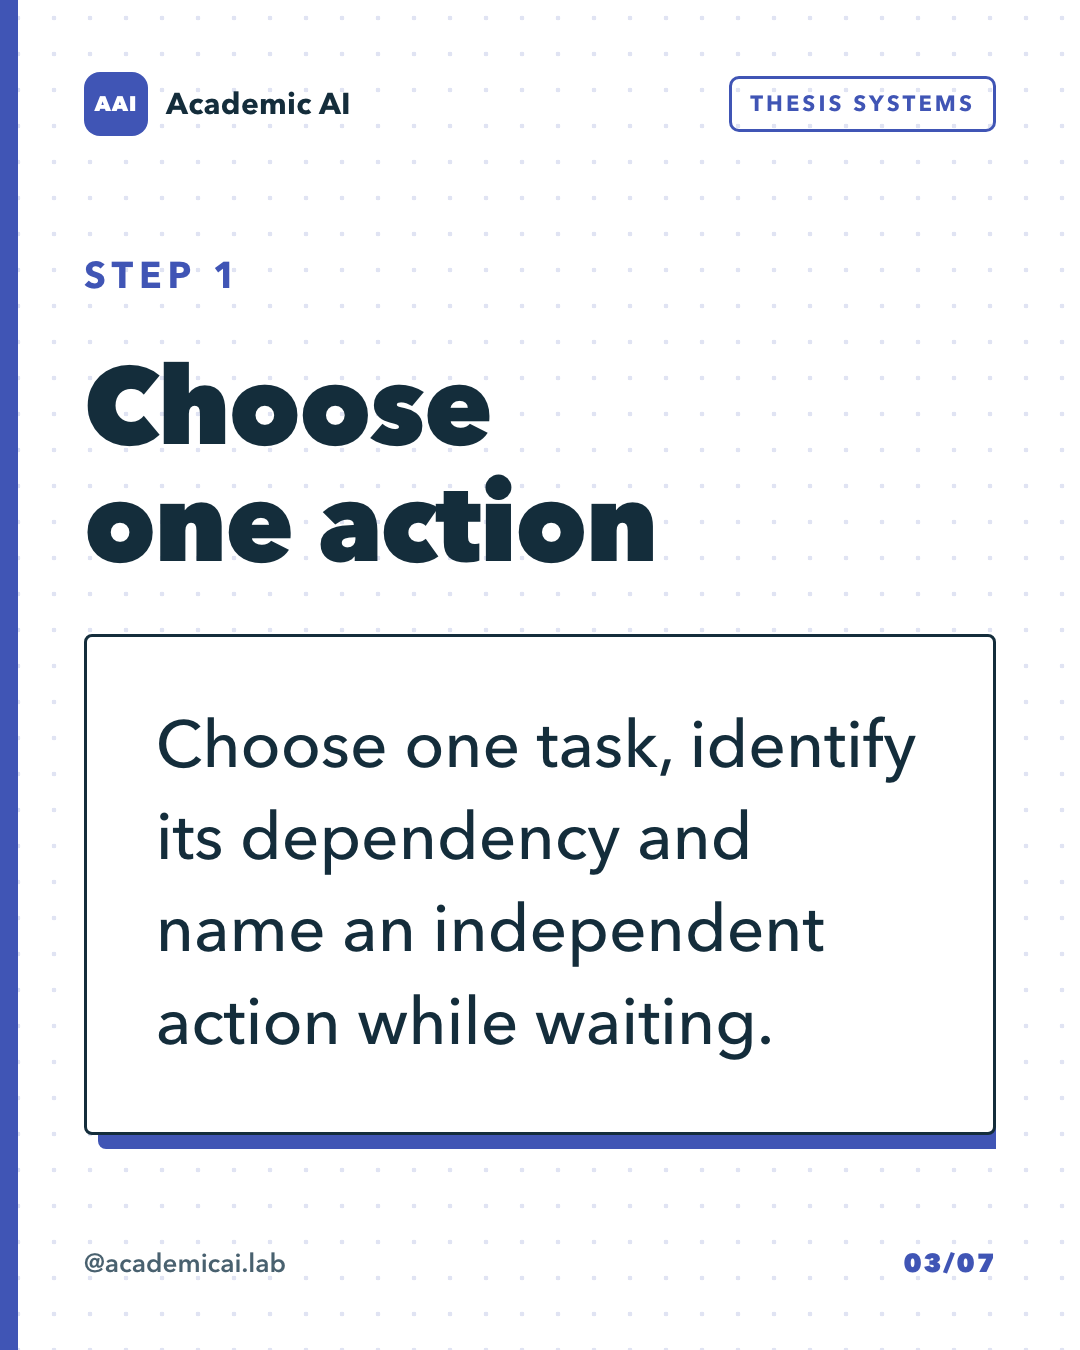 AAI
Academic AI
THESIS SYSTEMS
STEP 1
Choose
one action
Choose one task, identify
its dependency and
name an independent
action while waiting.
@academicai.lab
03/07